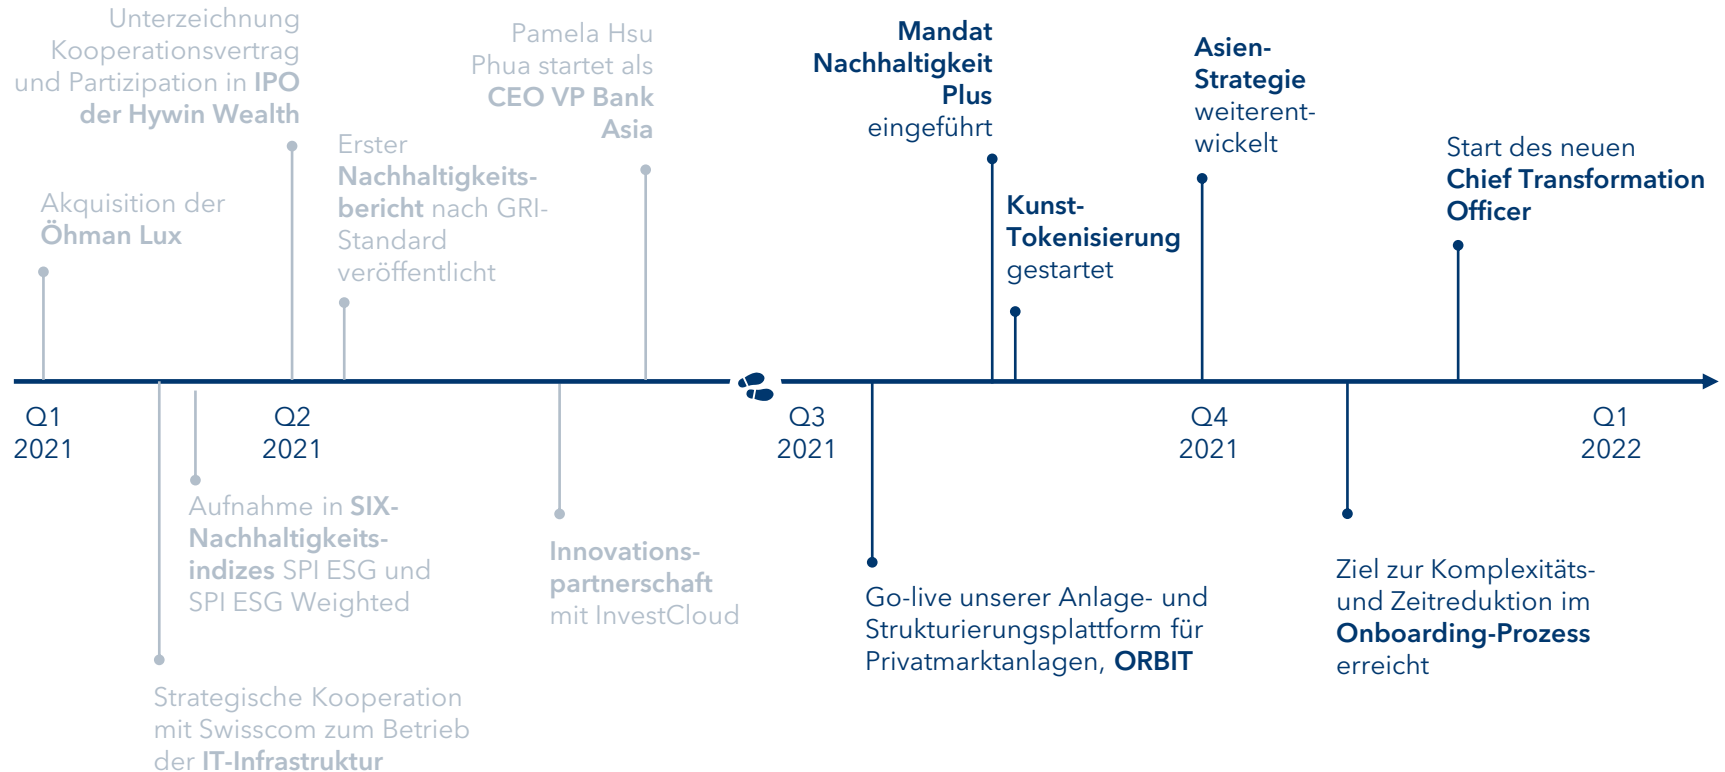 Unterzeichnung
Kooperationsvertrag
und Partizipation in IPO
der Hywin Wealth
Pamela Hsu
Phua startet als
CEO VP Bank
Asia
Mandat
Nachhaltigkeit
Plus
eingeführt
Asien-
Strategie
weiterent-
wickelt
Erster
Nachhaltigkeits-
bericht nach GRI-
Standard
veröffentlicht
Start des neuen
Chief Transformation
Officer
Akquisition der
Öhman Lux
Kunst-
Tokenisierung
gestartet
Q1
2021
Q2
2021
Q3
2021
Q4
2021
Q1
2022
Aufnahme in SIX-
Nachhaltigkeits-
indizes SPI ESG und
SPI ESG Weighted
Innovations-
partnerschaft
mit InvestCloud
Go-live unserer Anlage- und
Strukturierungsplattform für
Privatmarktanlagen, ORBIT
Ziel zur Komplexitäts-
und Zeitreduktion im
Onboarding-Prozess
erreicht
Strategische Kooperation
mit Swisscom zum Betrieb
der IT-Infrastruktur